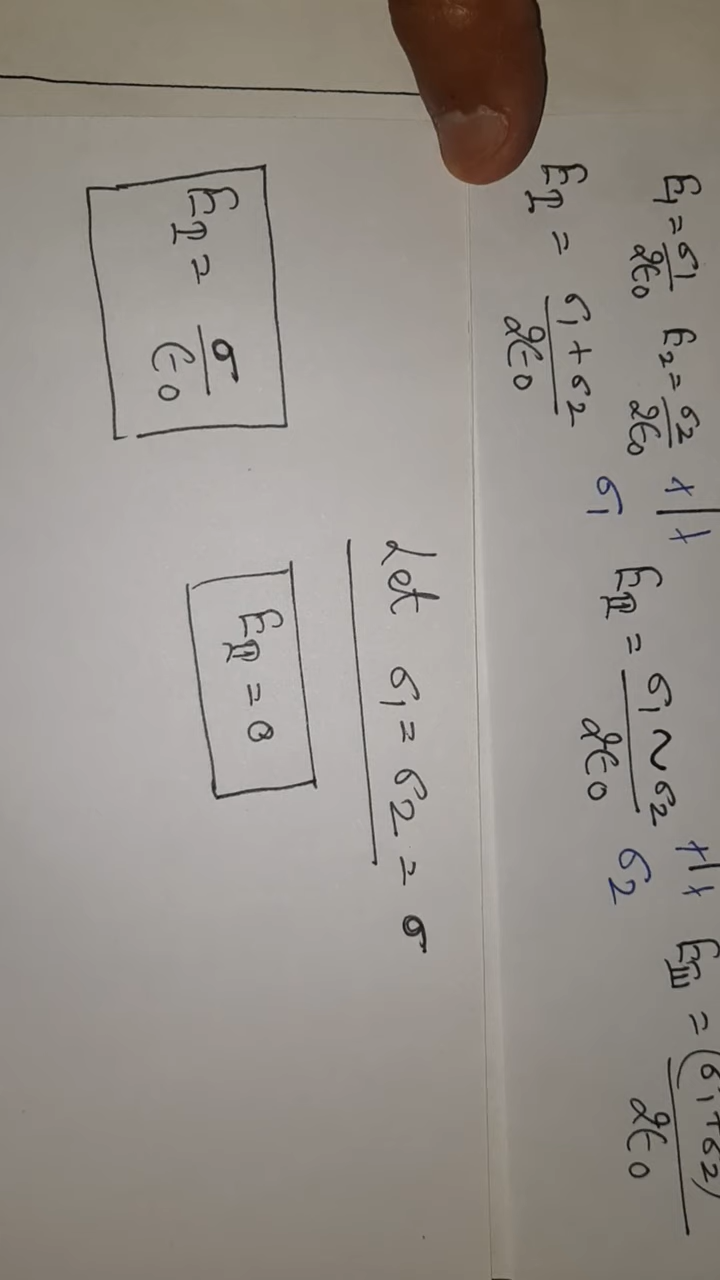 E₁ = σ₁/2ϵ₀ E₂ = σ₂/2ϵ₀ + + + +
E_I = (σ₁ + σ₂)/2ϵ₀ σ₁ E_II = (σ₁ ~ σ₂)/2ϵ₀ σ₂ E_III = (σ₁ + σ₂)/2ϵ₀
Let σ₁ = σ₂ = σ
E_I = σ/ϵ₀ E_II = 0